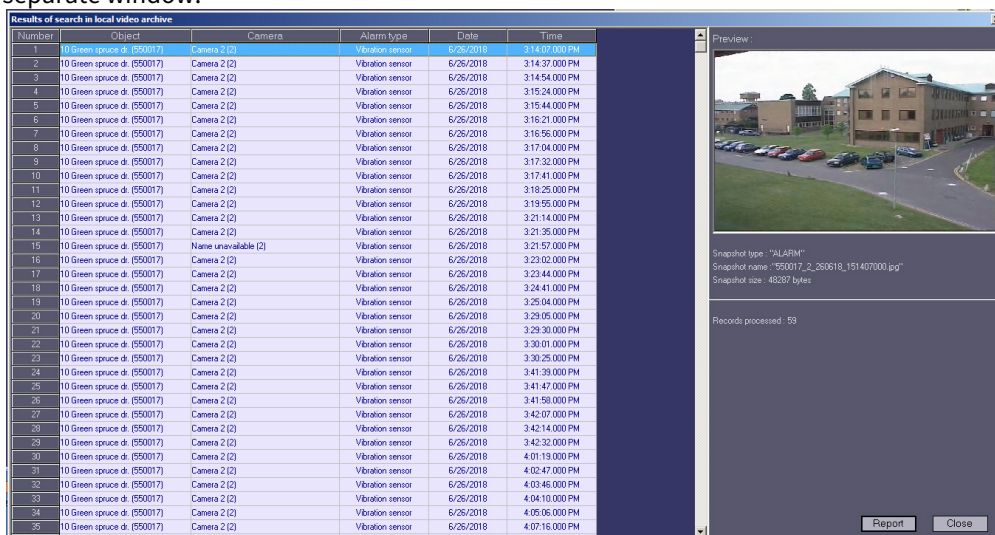 separate window.
Results of search in local video archive
Number Object Camera Alarm type Date Time
1 10 Green spruce dr. (550017) Camera 2 (2) Vibration sensor 6/26/2018 3:14:07.000 PM
2 10 Green spruce dr. (550017) Camera 2 (2) Vibration sensor 6/26/2018 3:14:37.000 PM
3 10 Green spruce dr. (550017) Camera 2 (2) Vibration sensor 6/26/2018 3:14:54.000 PM
4 10 Green spruce dr. (550017) Camera 2 (2) Vibration sensor 6/26/2018 3:15:24.000 PM
5 10 Green spruce dr. (550017) Camera 2 (2) Vibration sensor 6/26/2018 3:15:44.000 PM
6 10 Green spruce dr. (550017) Camera 2 (2) Vibration sensor 6/26/2018 3:16:21.000 PM
7 10 Green spruce dr. (550017) Camera 2 (2) Vibration sensor 6/26/2018 3:16:56.000 PM
8 10 Green spruce dr. (550017) Camera 2 (2) Vibration sensor 6/26/2018 3:17:04.000 PM
9 10 Green spruce dr. (550017) Camera 2 (2) Vibration sensor 6/26/2018 3:17:32.000 PM
10 10 Green spruce dr. (550017) Camera 2 (2) Vibration sensor 6/26/2018 3:17:41.000 PM
11 10 Green spruce dr. (550017) Camera 2 (2) Vibration sensor 6/26/2018 3:18:25.000 PM
12 10 Green spruce dr. (550017) Camera 2 (2) Vibration sensor 6/26/2018 3:19:55.000 PM
13 10 Green spruce dr. (550017) Camera 2 (2) Vibration sensor 6/26/2018 3:21:14.000 PM
14 10 Green spruce dr. (550017) Camera 2 (2) Vibration sensor 6/26/2018 3:21:35.000 PM
15 10 Green spruce dr. (550017) Name unavailable (2) Vibration sensor 6/26/2018 3:21:57.000 PM
16 10 Green spruce dr. (550017) Camera 2 (2) Vibration sensor 6/26/2018 3:23:02.000 PM
17 10 Green spruce dr. (550017) Camera 2 (2) Vibration sensor 6/26/2018 3:23:44.000 PM
18 10 Green spruce dr. (550017) Camera 2 (2) Vibration sensor 6/26/2018 3:24:41.000 PM
19 10 Green spruce dr. (550017) Camera 2 (2) Vibration sensor 6/26/2018 3:25:04.000 PM
20 10 Green spruce dr. (550017) Camera 2 (2) Vibration sensor 6/26/2018 3:29:05.000 PM
21 10 Green spruce dr. (550017) Camera 2 (2) Vibration sensor 6/26/2018 3:29:30.000 PM
22 10 Green spruce dr. (550017) Camera 2 (2) Vibration sensor 6/26/2018 3:30:01.000 PM
23 10 Green spruce dr. (550017) Camera 2 (2) Vibration sensor 6/26/2018 3:30:25.000 PM
24 10 Green spruce dr. (550017) Camera 2 (2) Vibration sensor 6/26/2018 3:41:39.000 PM
25 10 Green spruce dr. (550017) Camera 2 (2) Vibration sensor 6/26/2018 3:41:47.000 PM
26 10 Green spruce dr. (550017) Camera 2 (2) Vibration sensor 6/26/2018 3:41:58.000 PM
27 10 Green spruce dr. (550017) Camera 2 (2) Vibration sensor 6/26/2018 3:42:07.000 PM
28 10 Green spruce dr. (550017) Camera 2 (2) Vibration sensor 6/26/2018 3:42:14.000 PM
29 10 Green spruce dr. (550017) Camera 2 (2) Vibration sensor 6/26/2018 3:42:32.000 PM
30 10 Green spruce dr. (550017) Camera 2 (2) Vibration sensor 6/26/2018 4:01:19.000 PM
31 10 Green spruce dr. (550017) Camera 2 (2) Vibration sensor 6/26/2018 4:02:47.000 PM
32 10 Green spruce dr. (550017) Camera 2 (2) Vibration sensor 6/26/2018 4:03:46.000 PM
33 10 Green spruce dr. (550017) Camera 2 (2) Vibration sensor 6/26/2018 4:04:10.000 PM
34 10 Green spruce dr. (550017) Camera 2 (2) Vibration sensor 6/26/2018 4:05:06.000 PM
35 10 Green spruce dr. (550017) Camera 2 (2) Vibration sensor 6/26/2018 4:07:16.000 PM
Preview :
Snapshot type : "ALARM"
Snapshot name :"550017_2_260618_151407000.jpg"
Snapshot size : 48287 bytes
Records processed : 59
Report Close